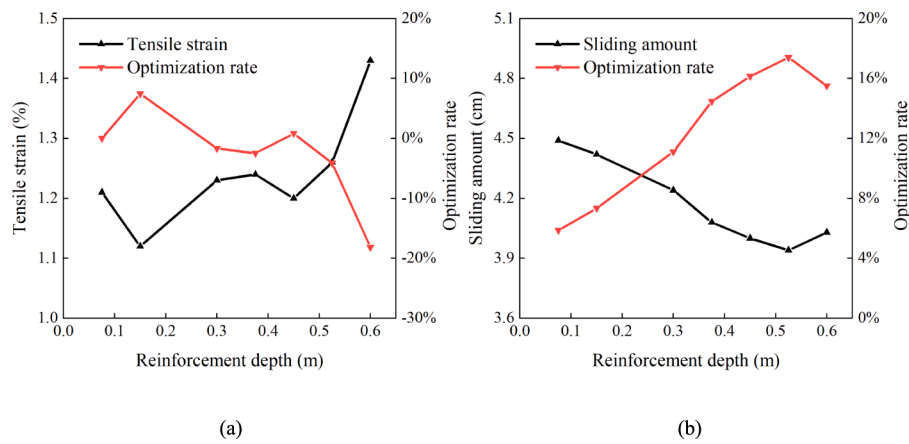 Tensile strain
Optimization rate
1.5
1.4
1.3
1.2
1.1
1.0
Tensile strain (%)
20%
10%
0%
-10%
-20%
-30%
Optimization rate
0.0 0.1 0.2 0.3 0.4 0.5 0.6
Reinforcement depth (m)
(a)
Sliding amount
Optimization rate
5.1
4.8
4.5
4.2
3.9
3.6
Sliding amount (cm)
20%
16%
12%
8%
4%
0%
Optimization rate
0.0 0.1 0.2 0.3 0.4 0.5 0.6
Reinforcement depth (m)
(b)